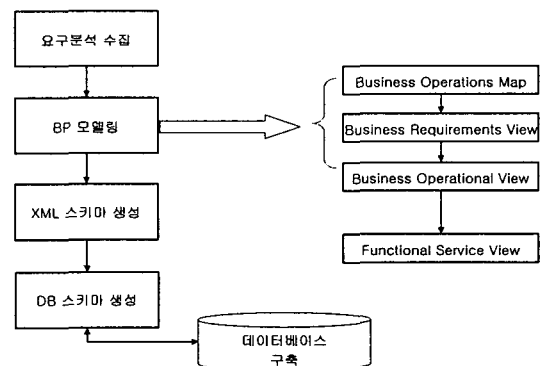 요구분석 수집
BP 모델링
XML 스키마 생성
DB 스키마 생성
데이터베이스
구축
Business Operations Map
Business Requirements View
Business Operational View
Functional Service View